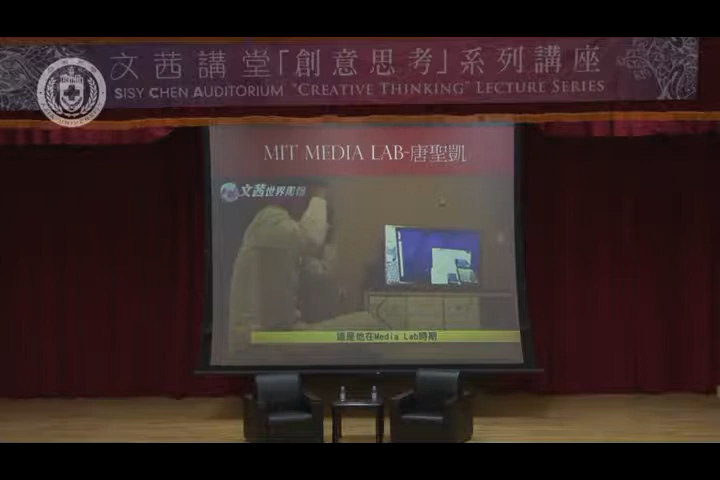 文茜講堂「創意思考」系列講座
SISY CHEN AUDITORIUM "CREATIVE THINKING" LECTURE SERIES
MIT MEDIA LAB-唐聖凱
文茜世界周報
這是他在Media Lab時期